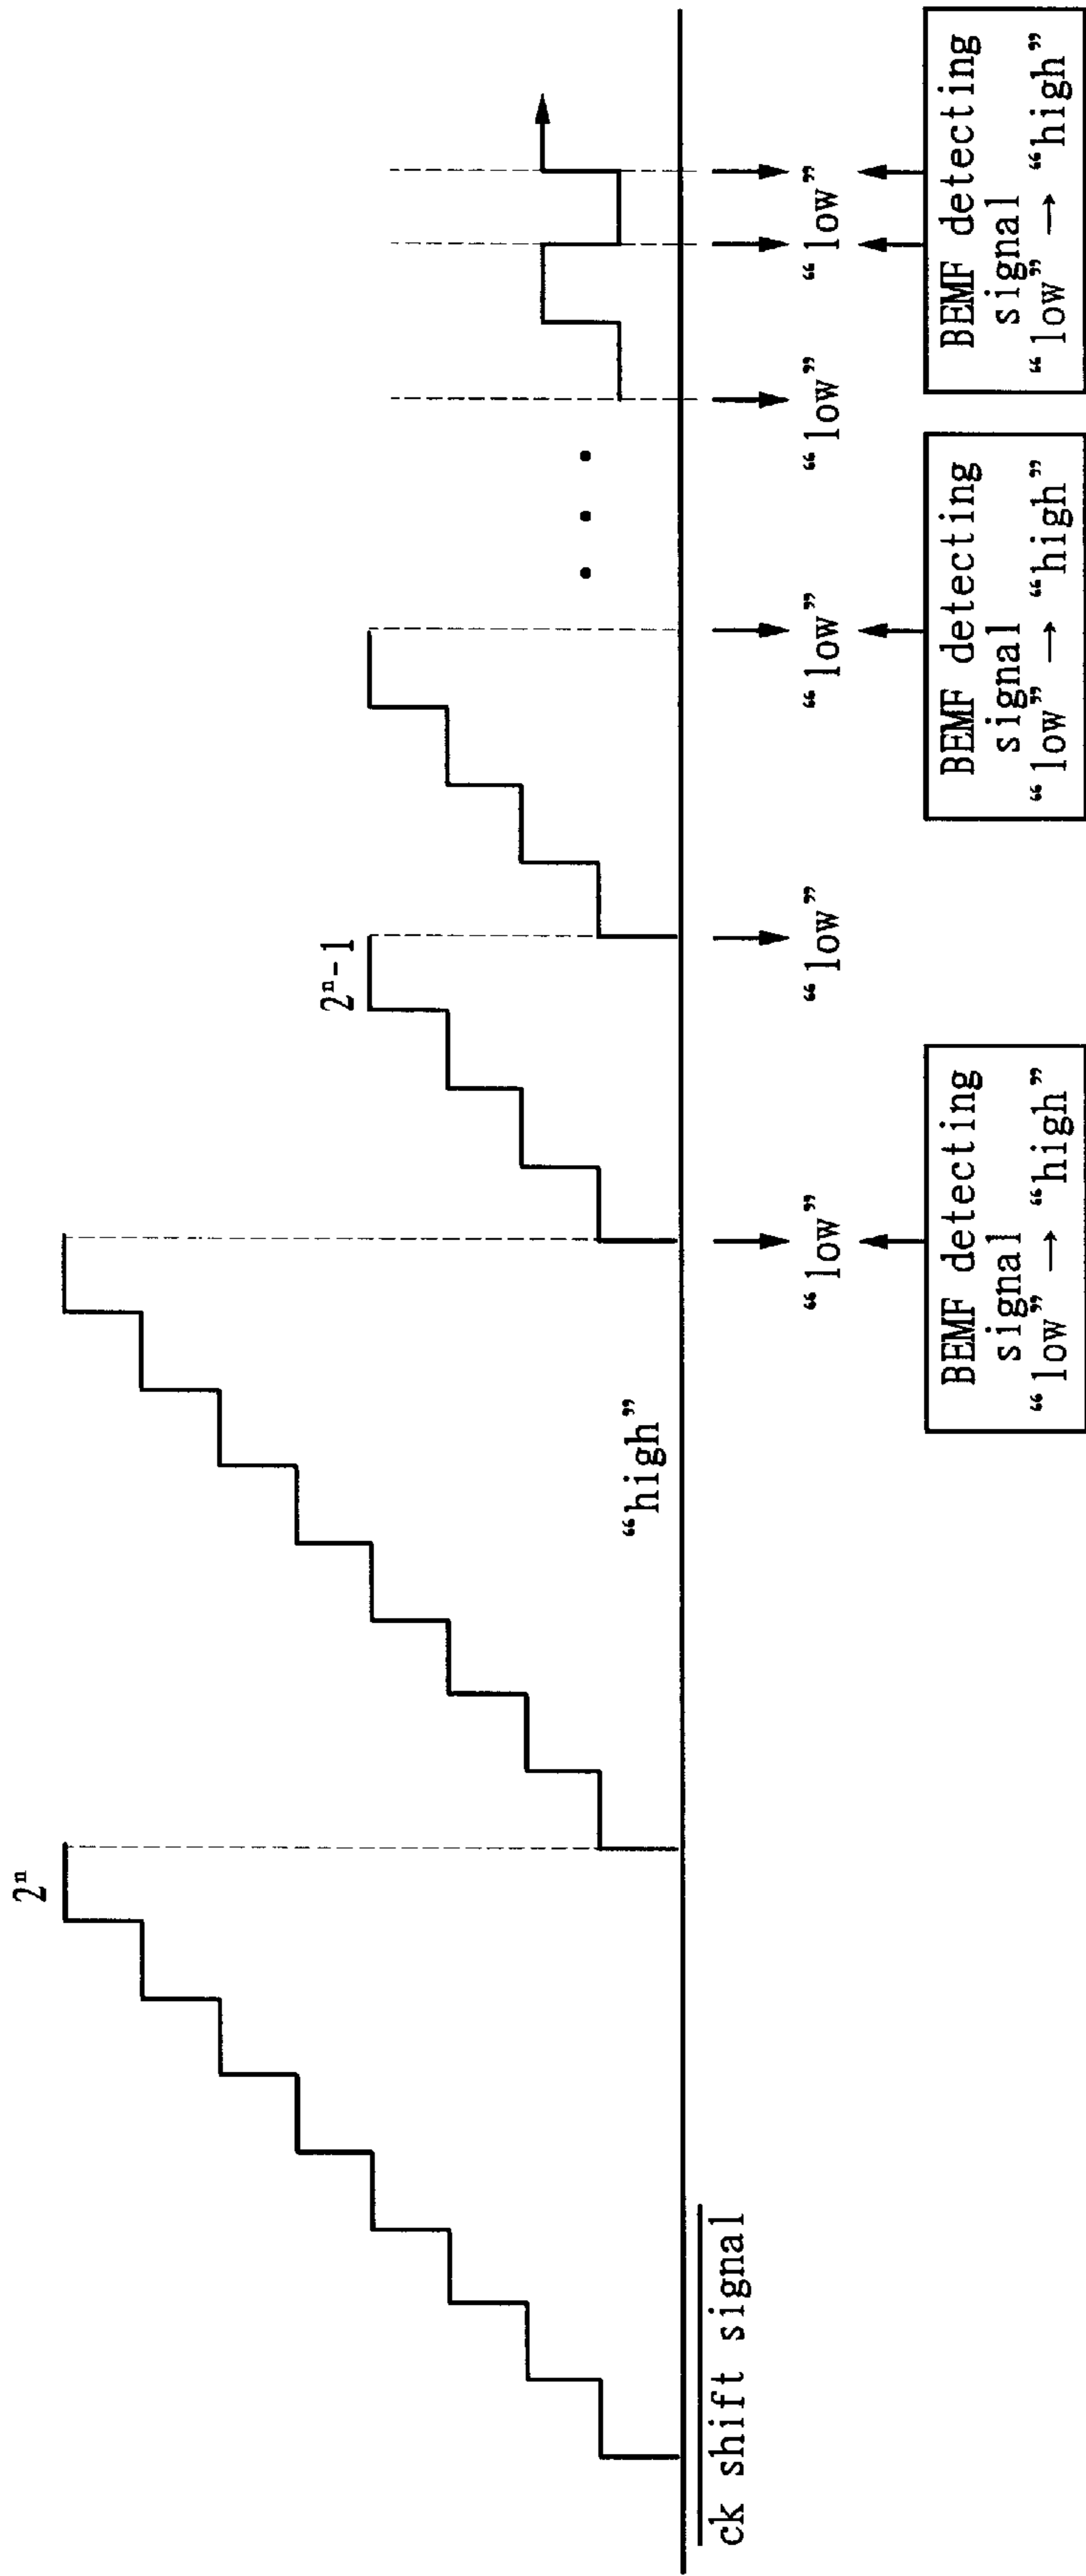 2ⁿ
2ⁿ-1
“high”
ck shift signal
“low”
“low”
“low”
“low”
“low”
BEMF detecting
signal
“low” → “high”
BEMF detecting
signal
“low” → “high”
BEMF detecting
signal
“low” → “high”